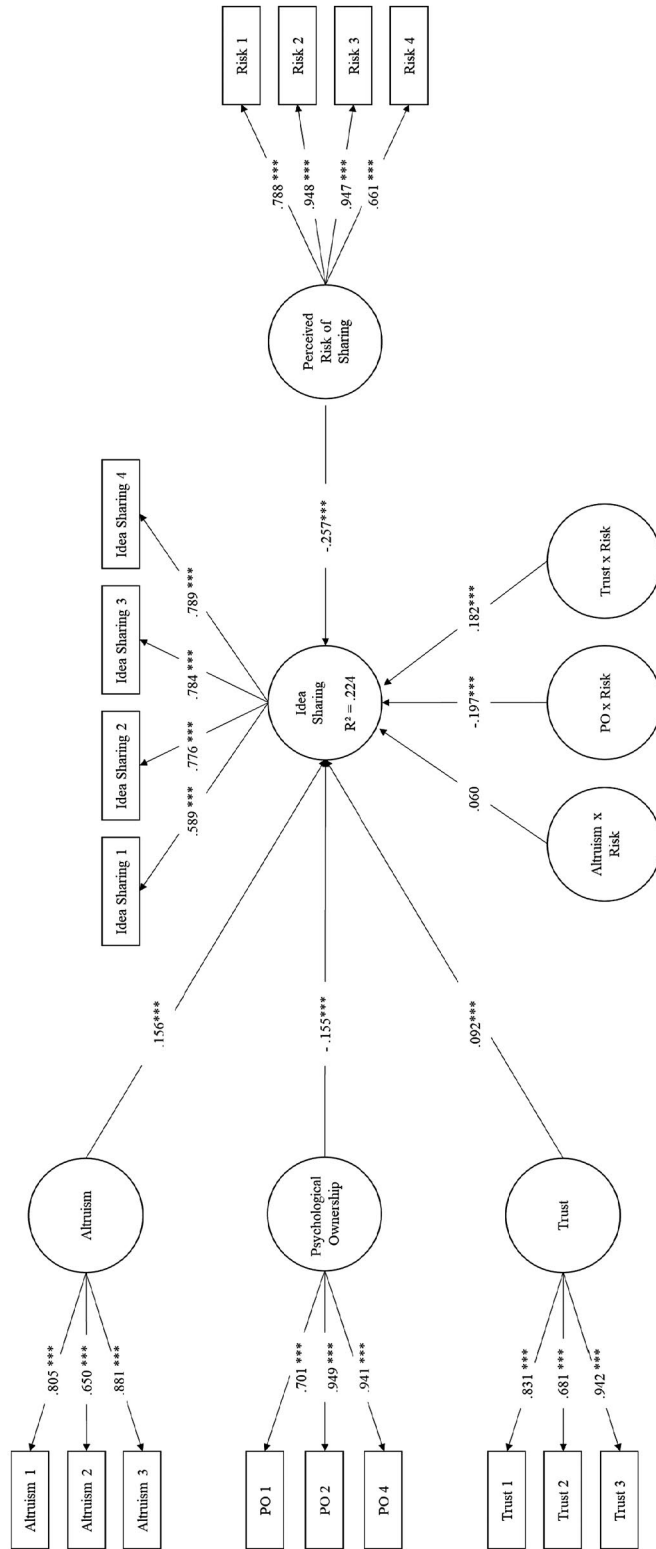 Altruism 1
Altruism 2
Altruism 3
.805 ***
.650 ***
.881 ***
Altruism
.156***
PO 1
PO 2
PO 4
.701 ***
.949 ***
.941 ***
Psychological
Ownership
-.155***
Trust 1
Trust 2
Trust 3
.831 ***
.681 ***
.942 ***
Trust
.092***
Idea Sharing 1
Idea Sharing 2
Idea Sharing 3
Idea Sharing 4
.589 ***
.776 ***
.784 ***
.789 ***
Idea
Sharing
R² = .224
.060
-.197***
.182***
Altruism x
Risk
PO x Risk
Trust x Risk
-.257***
Perceived
Risk of
Sharing
.788 ***
.948 ***
.947 ***
.661 ***
Risk 1
Risk 2
Risk 3
Risk 4